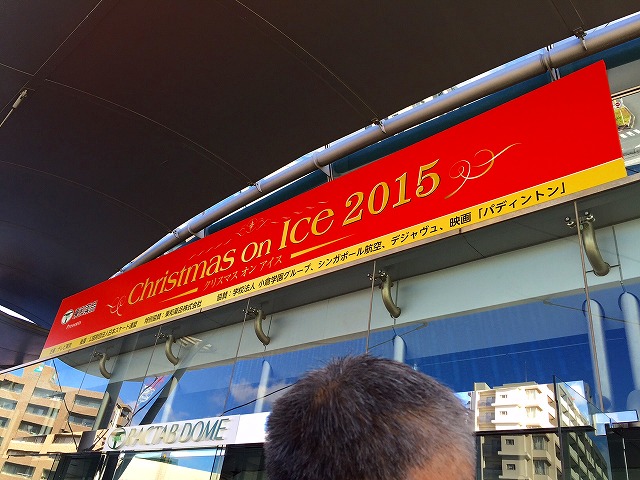 Presents
Christmas on Ice 2015
クリスマス オン アイス
協賛：学校法人 小倉学園グループ、シンガポール航空、デジャヴュ、映画「パディントン」
RACTAB DOME